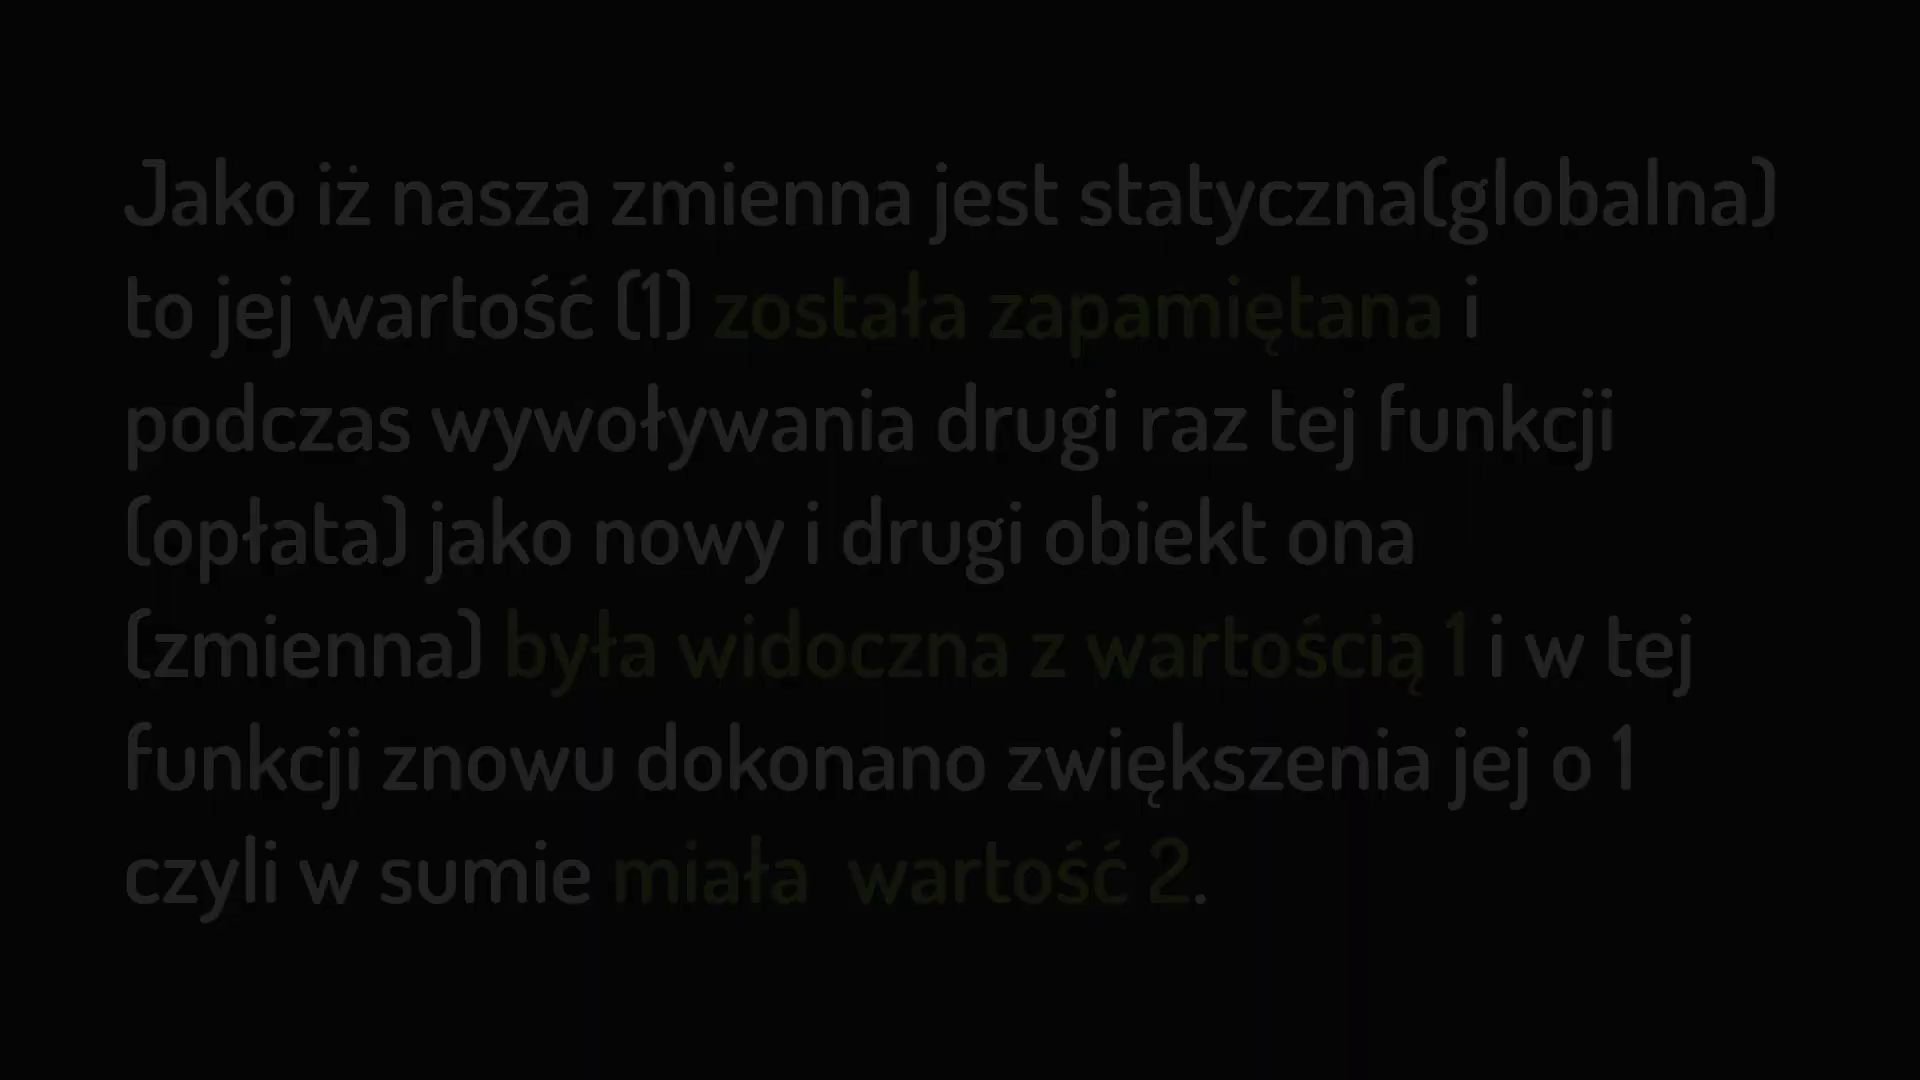 Jako iż nasza zmienna jest statyczna(globalna)
to jej wartość (1) została zapamiętana i
podczas wywoływania drugi raz tej funkcji
(opłata) jako nowy i drugi obiekt ona
(zmienna) była widoczna z wartością 1 i w tej
funkcji znowu dokonano zwiększenia jej o 1
czyli w sumie miała  wartość 2.